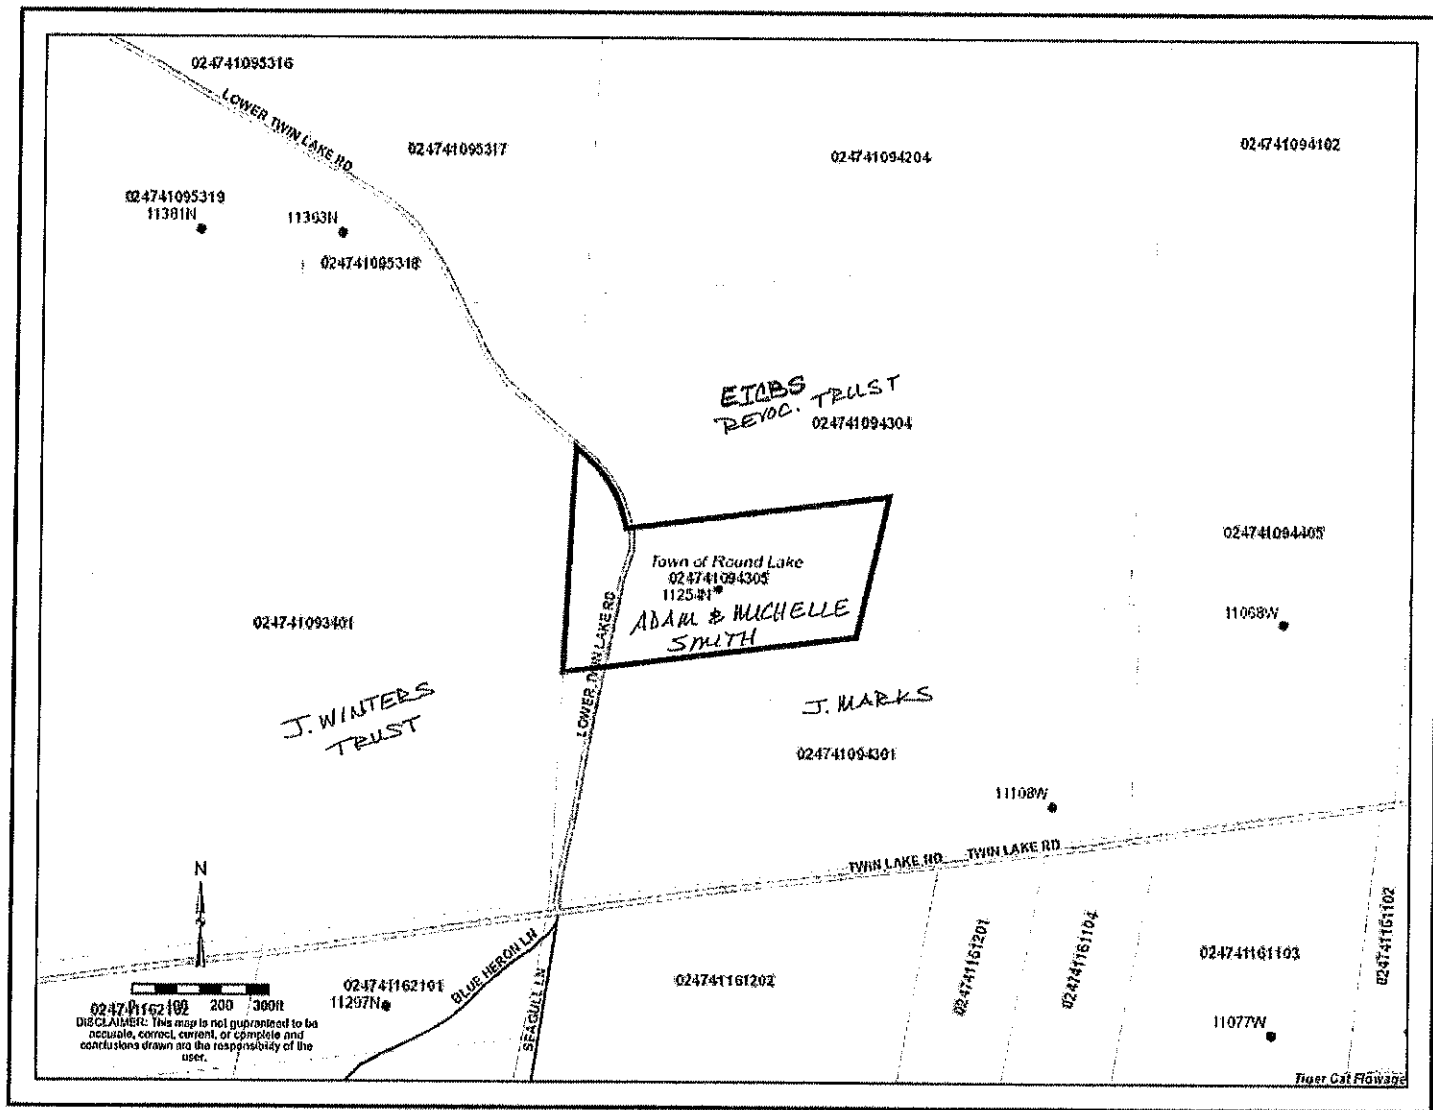 024741095316
LOWER TWIN LAKE RD
024741095317
024741094204
024741094102
024741095319
11381N
11363N
024741095318
EICBS
REVOC. TRUST
024741094304
Town of Round Lake
024741094305
11254N
ADAM & MICHELLE
SMITH
024741094405
11068W
024741093401
LOWER TWIN LAKE RD
J. WINTERS
TRUST
J. MARKS
024741094301
11108W
TWIN LAKE RD
TWIN LAKE RD
N
BLUE HERON LN
SEAGULL LN
024741162101
11297N
024741161202
024741161201
024741161104
024741161103
024741161102
11077W
0 100 200 300ft
024741162102
DISCLAIMER: This map is not guaranteed to be
accurate, correct, current, or complete and
conclusions drawn are the responsibility of the
user.
Tiger Cat Flowage